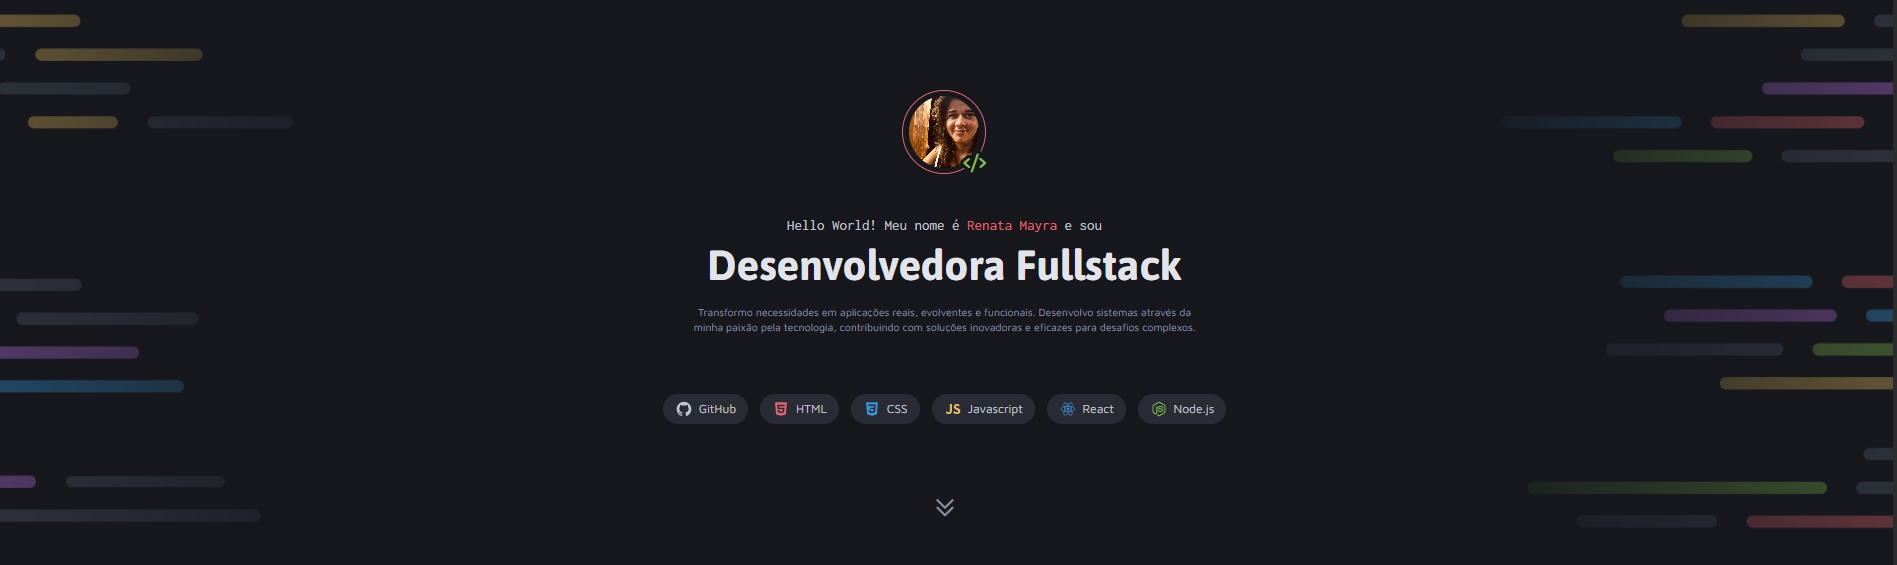 </>
Hello World! Meu nome é Renata Mayra e sou
Desenvolvedora Fullstack
Transformo necessidades em aplicações reais, evolventes e funcionais. Desenvolvo sistemas através da
minha paixão pela tecnologia, contribuindo com soluções inovadoras e eficazes para desafios complexos.
GitHub HTML CSS JS Javascript React Node.js